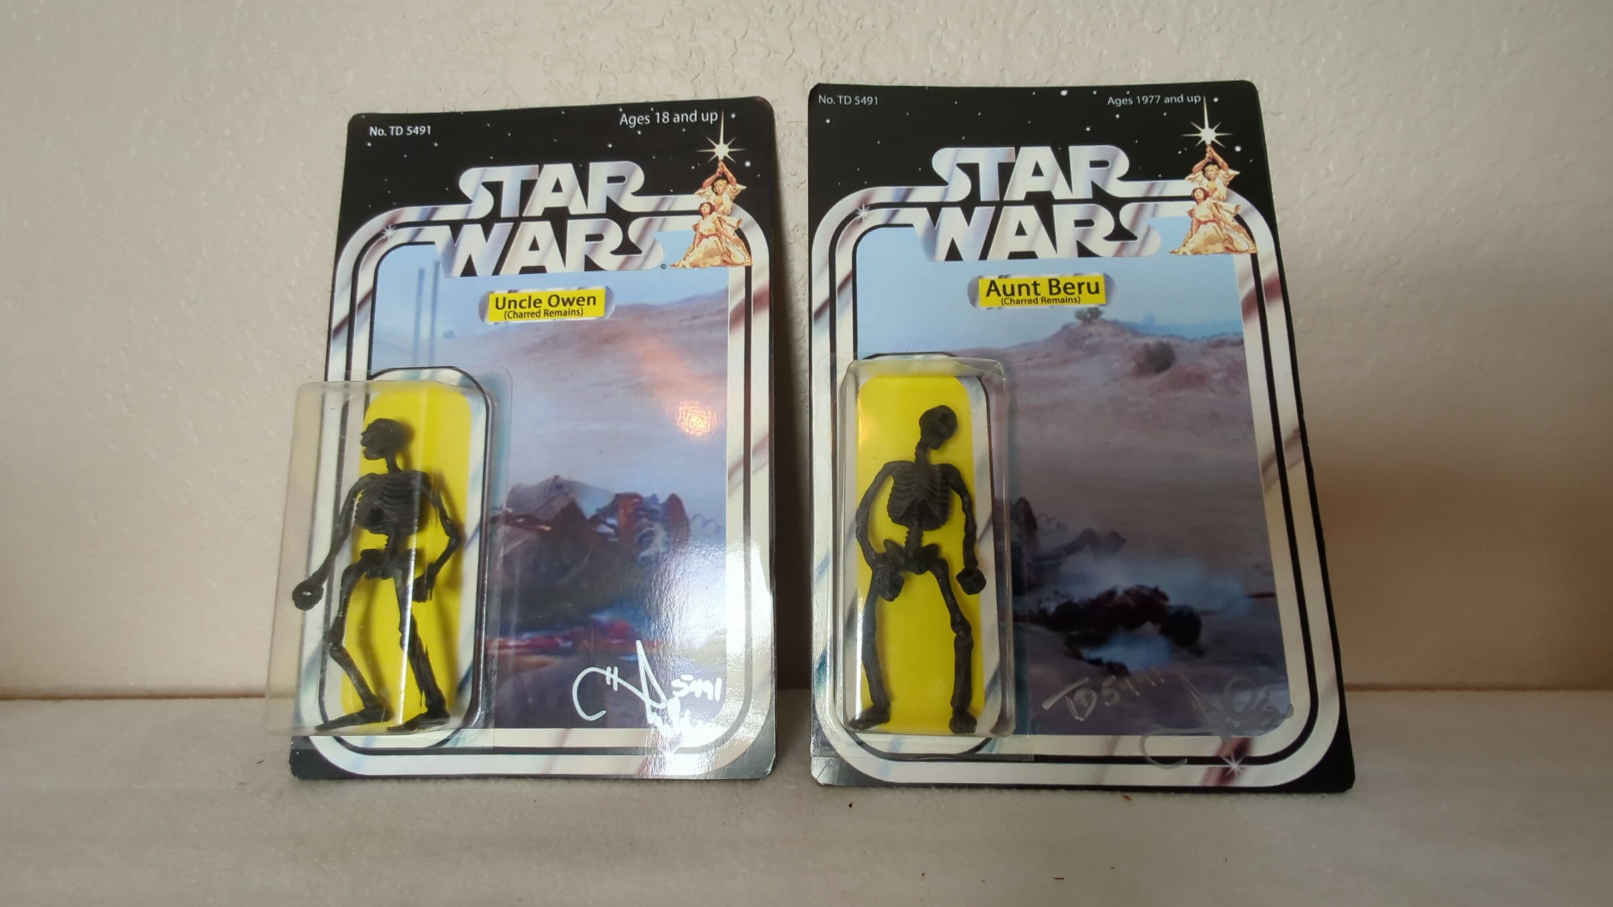 No. TD 5491
Ages 18 and up
STAR
WARS
Uncle Owen
(Charred Remains)
5491
No. TD 5491
Ages 1977 and up
STAR
WARS
Aunt Beru
(Charred Remains)